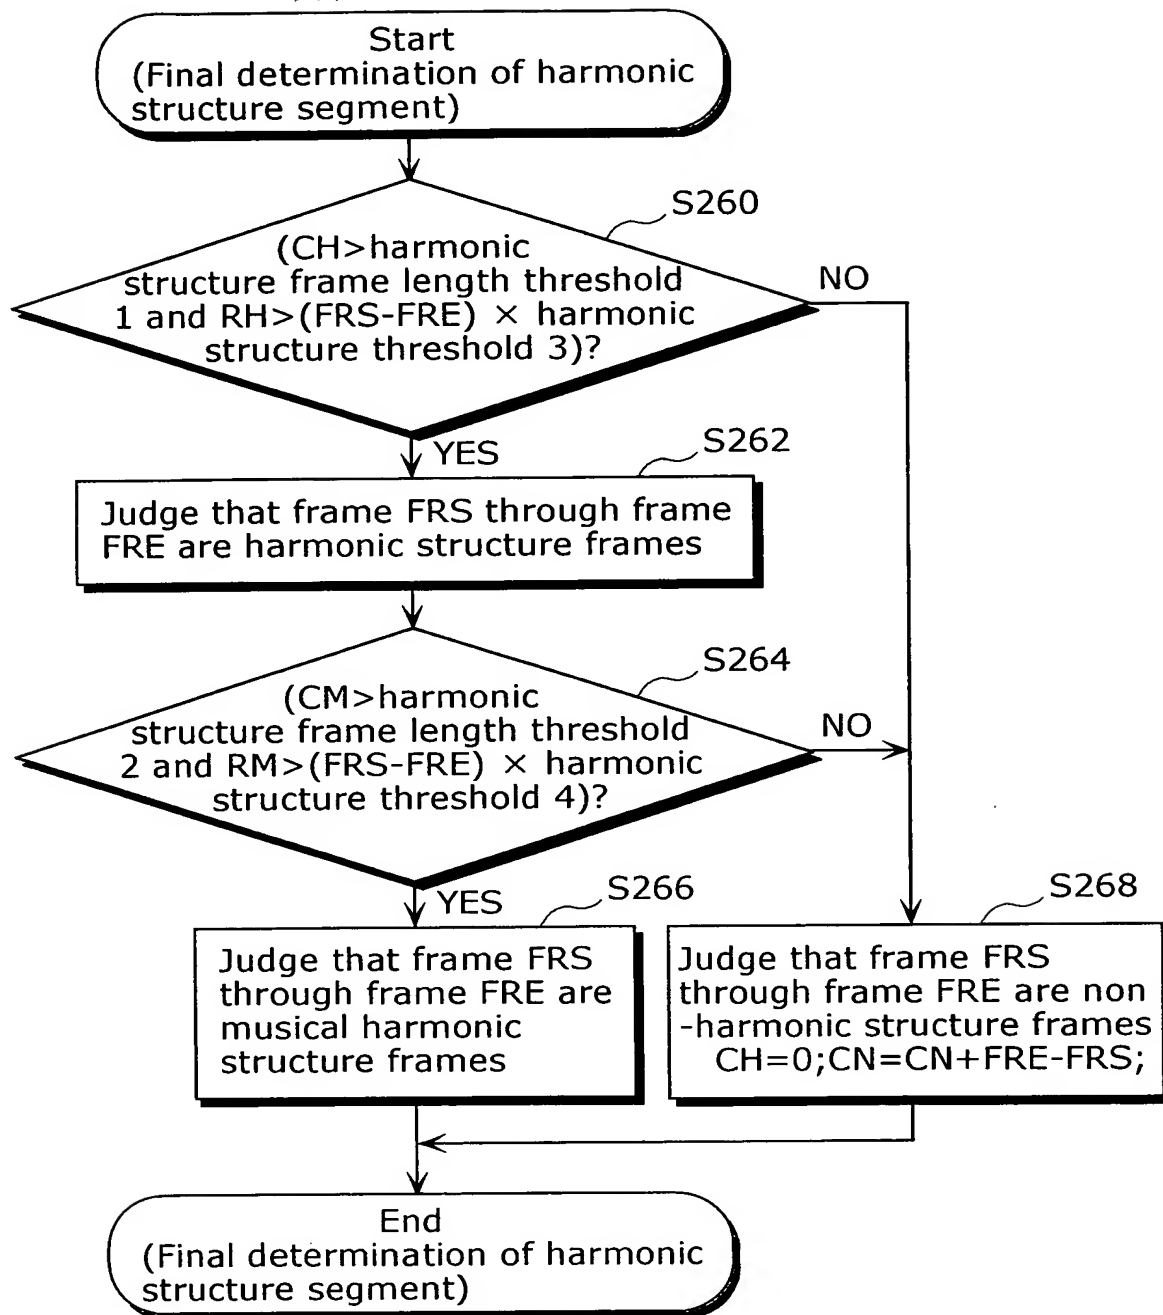 Start
(Final determination of harmonic
structure segment)
S260
(CH>harmonic
structure frame length threshold
1 and RH>(FRS-FRE) × harmonic
structure threshold 3)?
NO
YES
S262
Judge that frame FRS through frame
FRE are harmonic structure frames
S264
(CM>harmonic
structure frame length threshold
2 and RM>(FRS-FRE) × harmonic
structure threshold 4)?
NO
YES
S266
Judge that frame FRS
through frame FRE are
musical harmonic
structure frames
S268
Judge that frame FRS
through frame FRE are non
-harmonic structure frames
CH=0;CN=CN+FRE-FRS;
End
(Final determination of harmonic
structure segment)